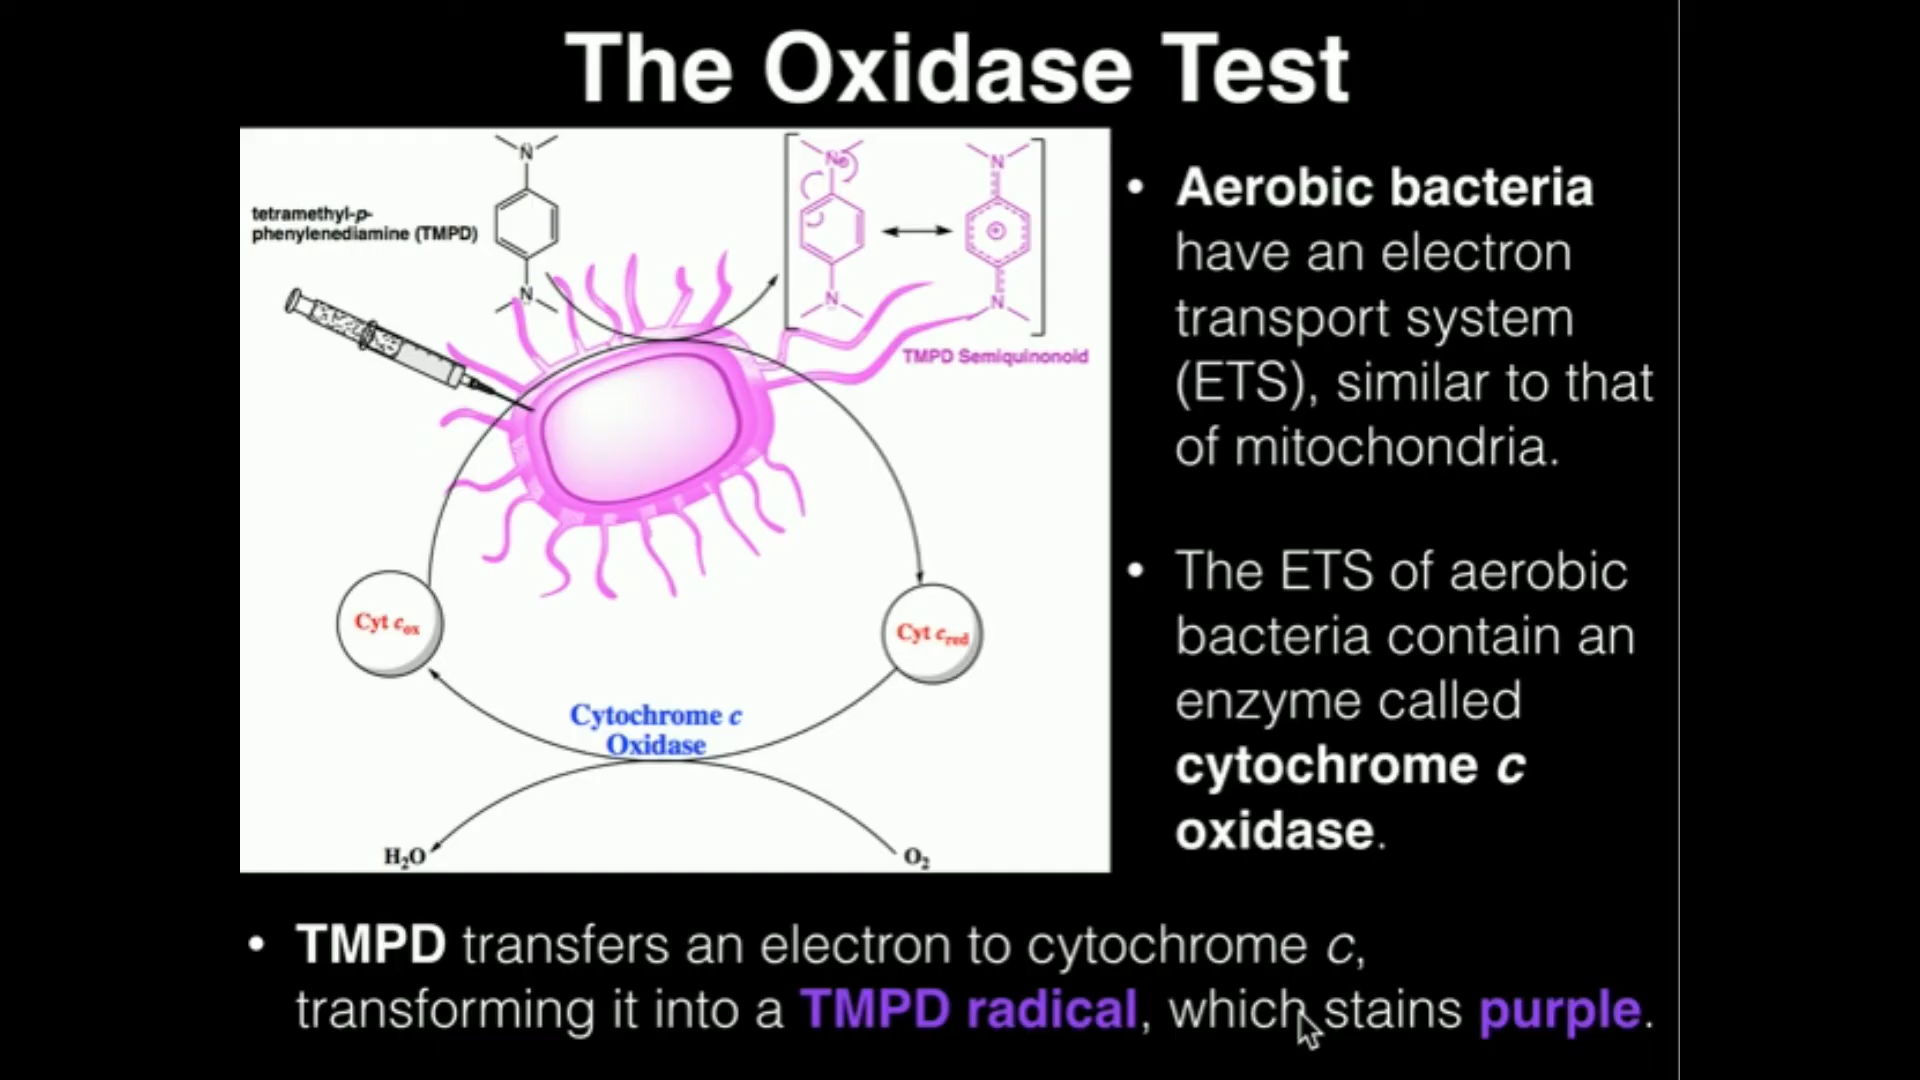 The Oxidase Test
tetramethyl-p-
phenylenediamine (TMPD)
N
N
N
N
N
N
TMPD Semiquinonoid
Cyt cox
Cyt cred
Cytochrome c
Oxidase
H2O
O2
• Aerobic bacteria
have an electron
transport system
(ETS), similar to that
of mitochondria.
• The ETS of aerobic
bacteria contain an
enzyme called
cytochrome c
oxidase.
• TMPD transfers an electron to cytochrome c,
transforming it into a TMPD radical, which stains purple.